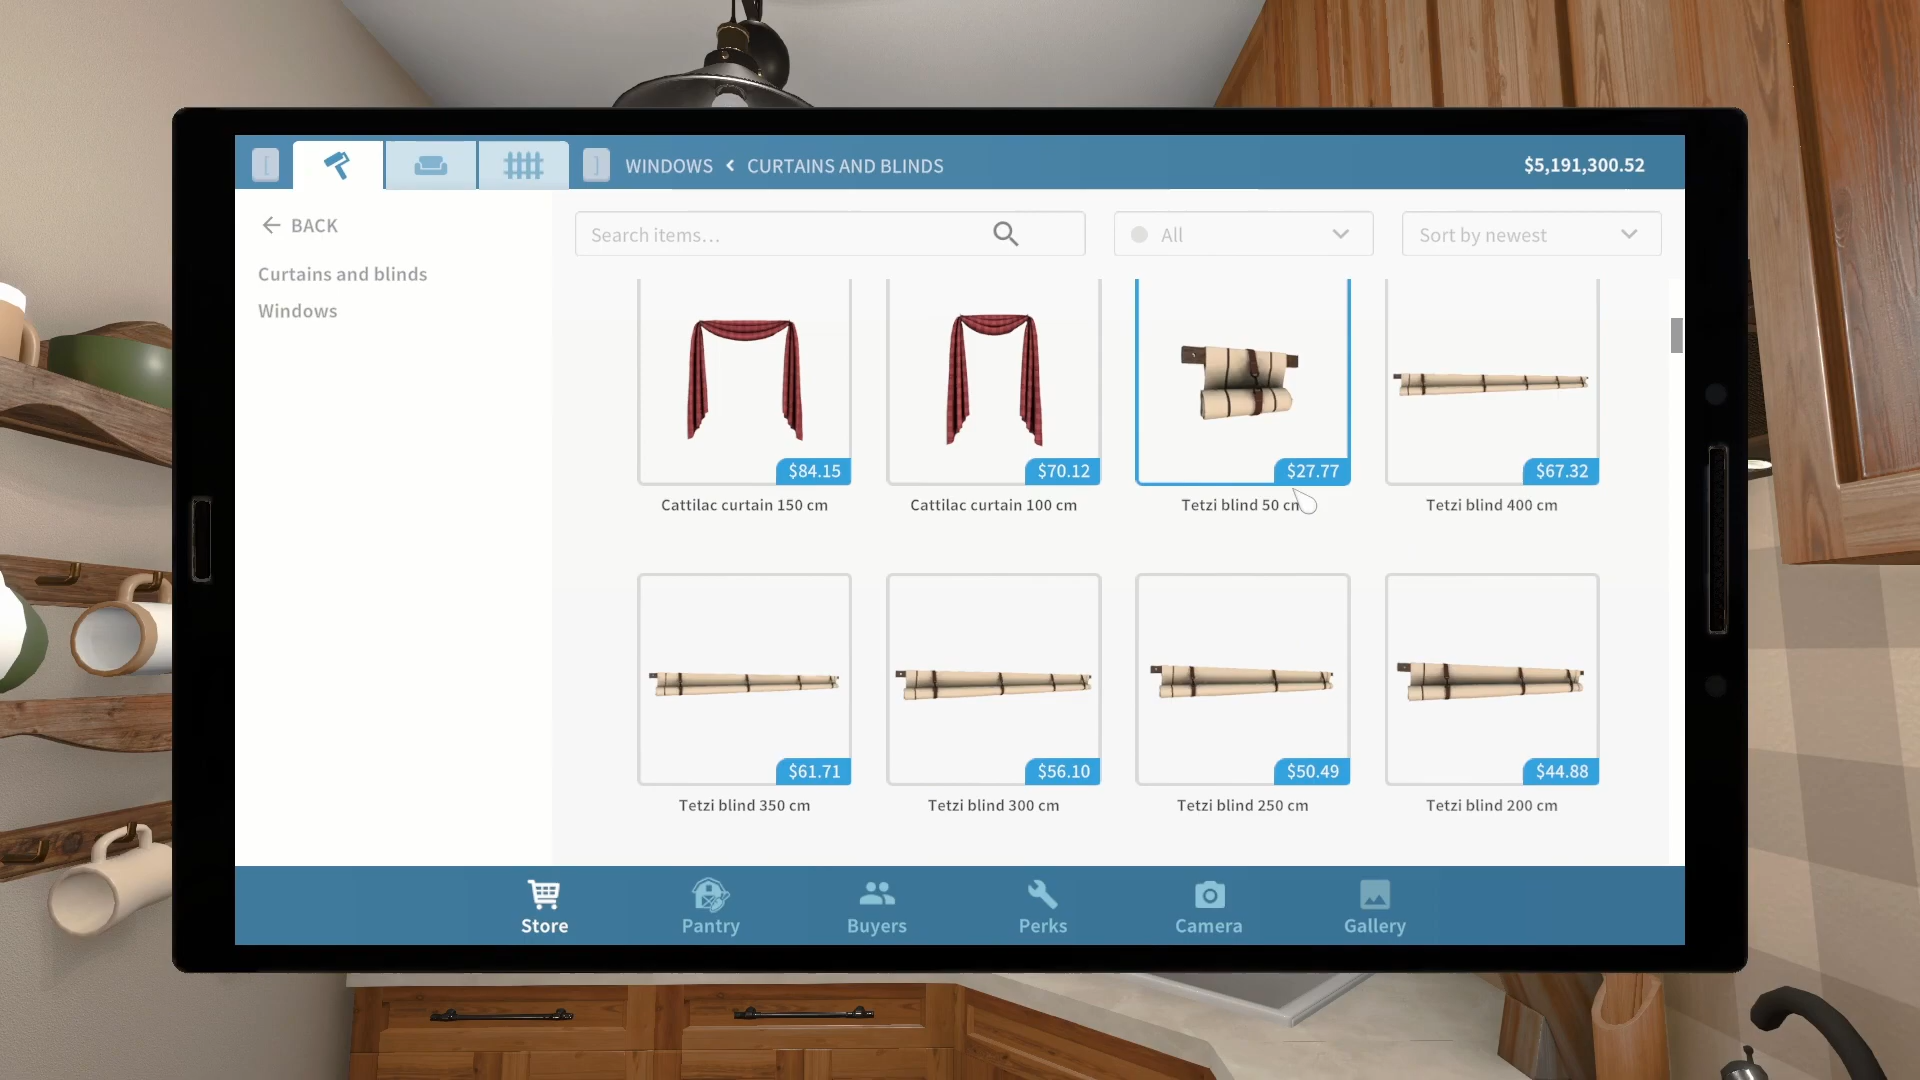 [
]
WINDOWS < CURTAINS AND BLINDS
$5,191,300.52
BACK
Curtains and blinds
Windows
Search items...
All
Sort by newest
$84.15
$70.12
$27.77
$67.32
Cattilac curtain 150 cm
Cattilac curtain 100 cm
Tetzi blind 50 cm
Tetzi blind 400 cm
$61.71
$56.10
$50.49
$44.88
Tetzi blind 350 cm
Tetzi blind 300 cm
Tetzi blind 250 cm
Tetzi blind 200 cm
Store
Pantry
Buyers
Perks
Camera
Gallery